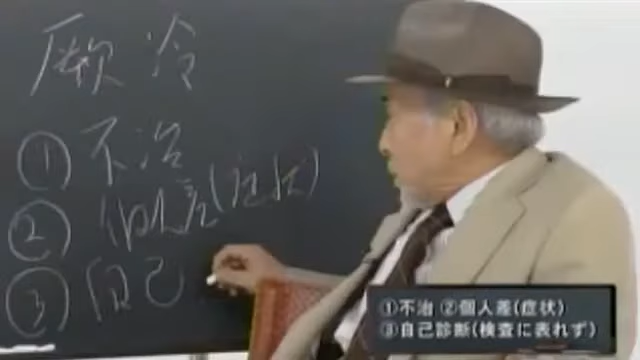 厥冷
①不治
②個人差(症状)
③自己
①不治 ②個人差(症状)
③自己診断(検査に表れず)